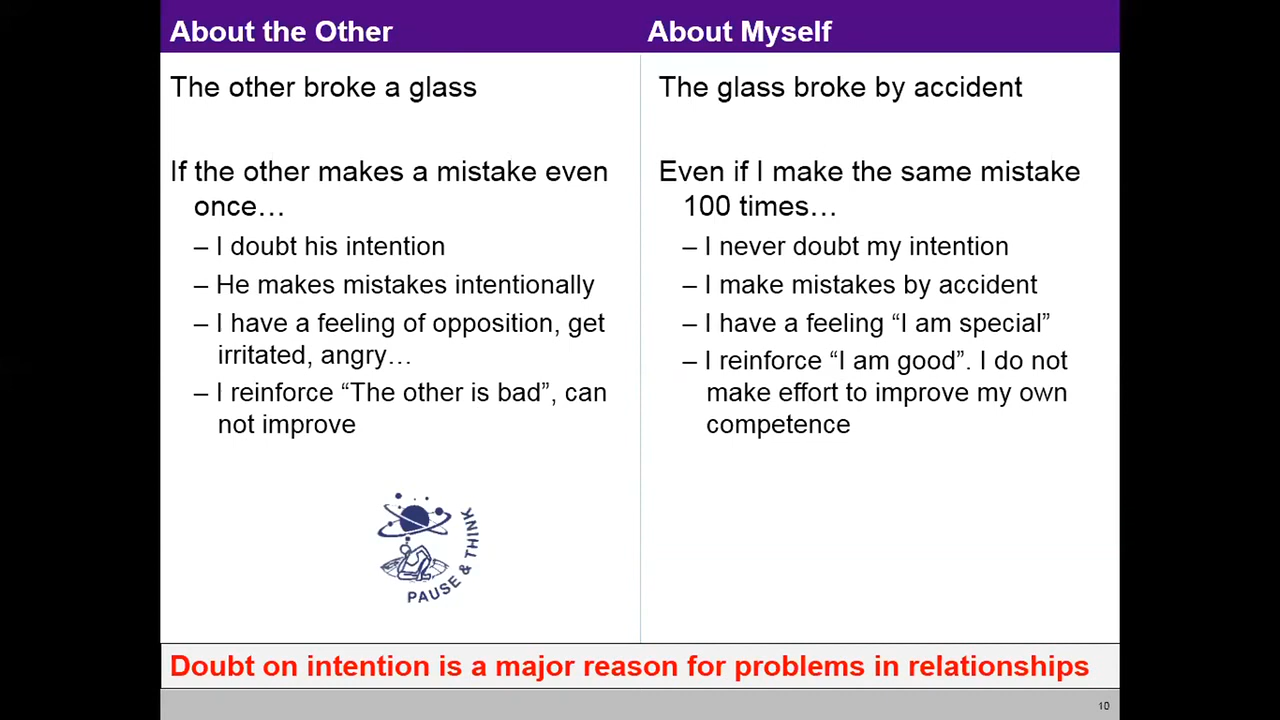 About the Other
The other broke a glass
If the other makes a mistake even
once…
– I doubt his intention
– He makes mistakes intentionally
– I have a feeling of opposition, get
irritated, angry…
– I reinforce “The other is bad”, can
not improve
About Myself
The glass broke by accident
Even if I make the same mistake
100 times…
– I never doubt my intention
– I make mistakes by accident
– I have a feeling “I am special”
– I reinforce “I am good”. I do not
make effort to improve my own
competence
PAUSE & THINK
Doubt on intention is a major reason for problems in relationships
10